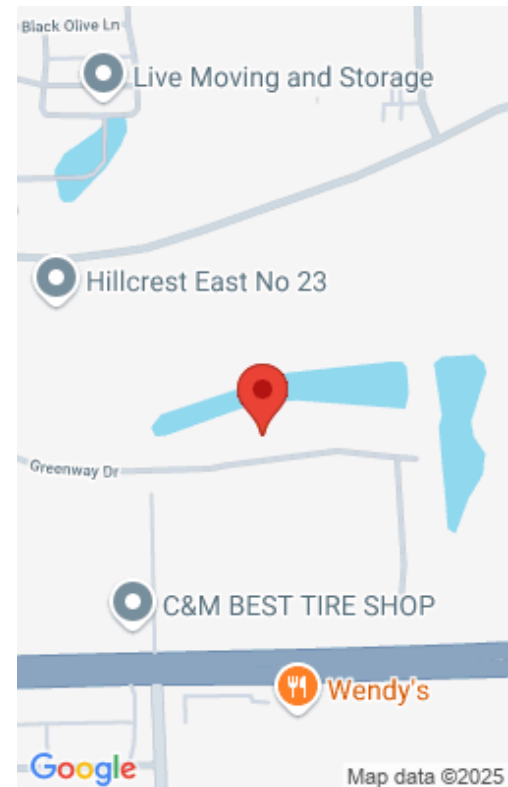 Black Olive Ln
Live Moving and Storage
Hillcrest East No 23
Greenway Dr
C&M BEST TIRE SHOP
Wendy's
Google
Map data ©2025